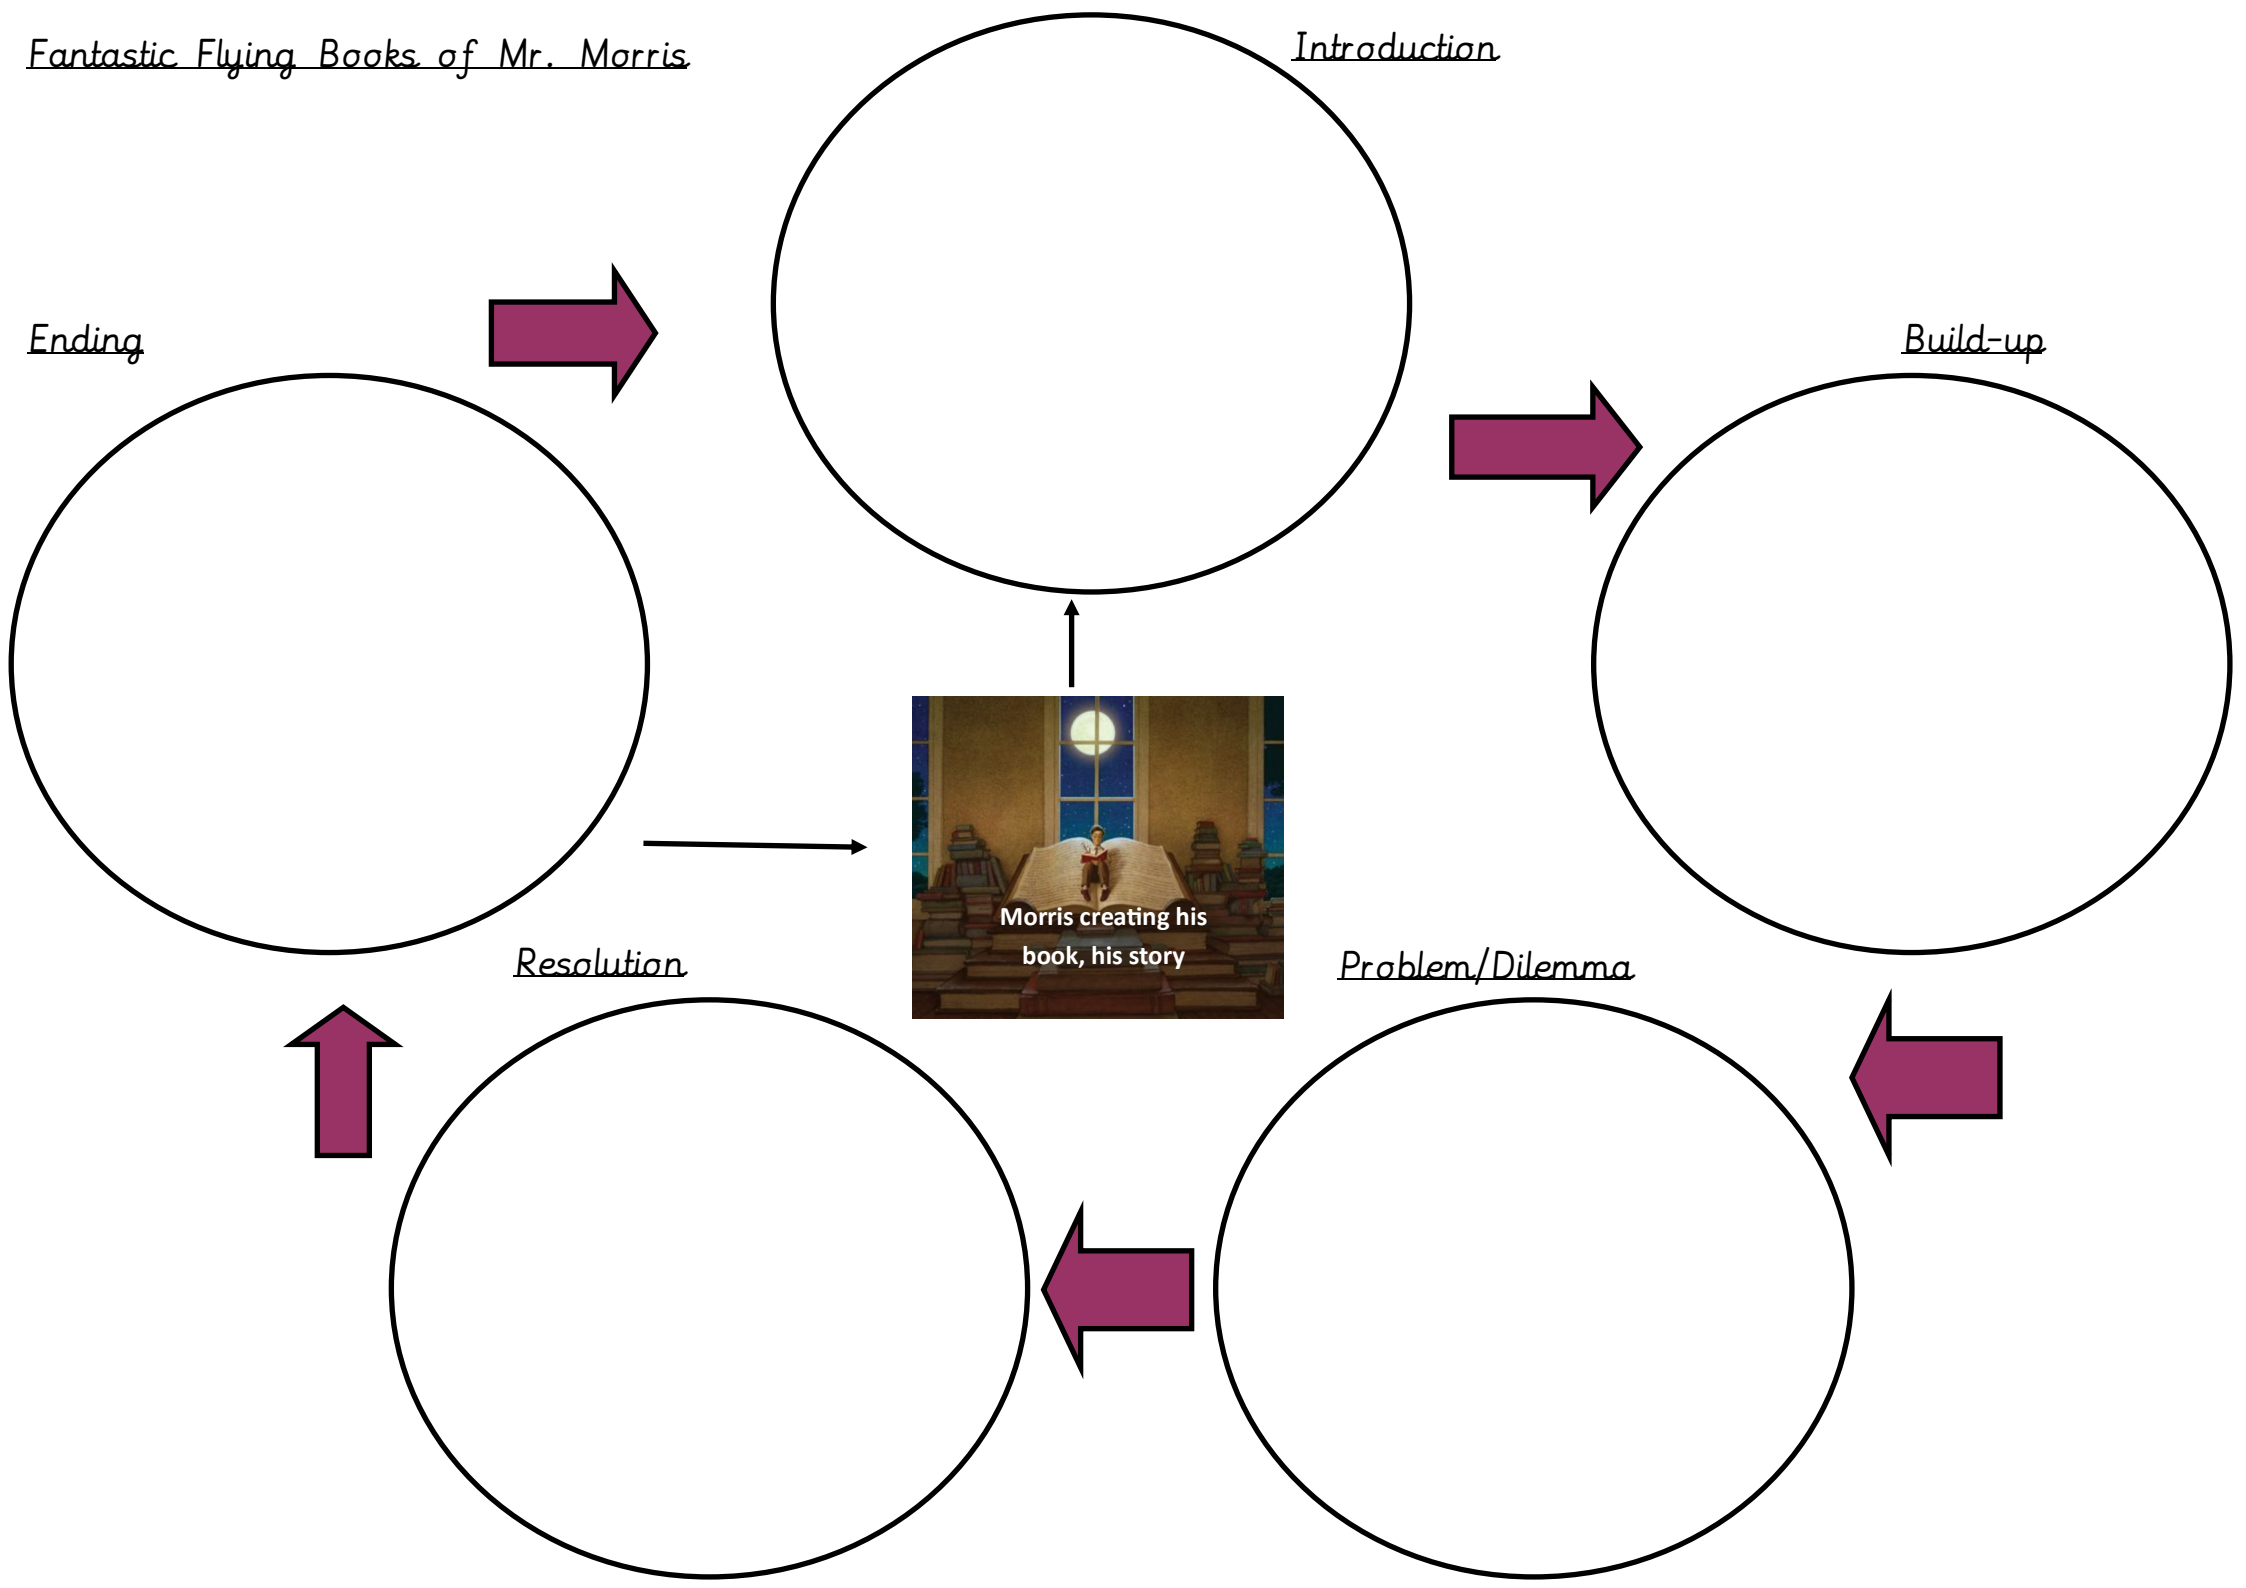 Fantastic Flying Books of Mr. Morris
Introduction
Ending
Build-up
Morris creating his
book, his story
Resolution
Problem/Dilemma